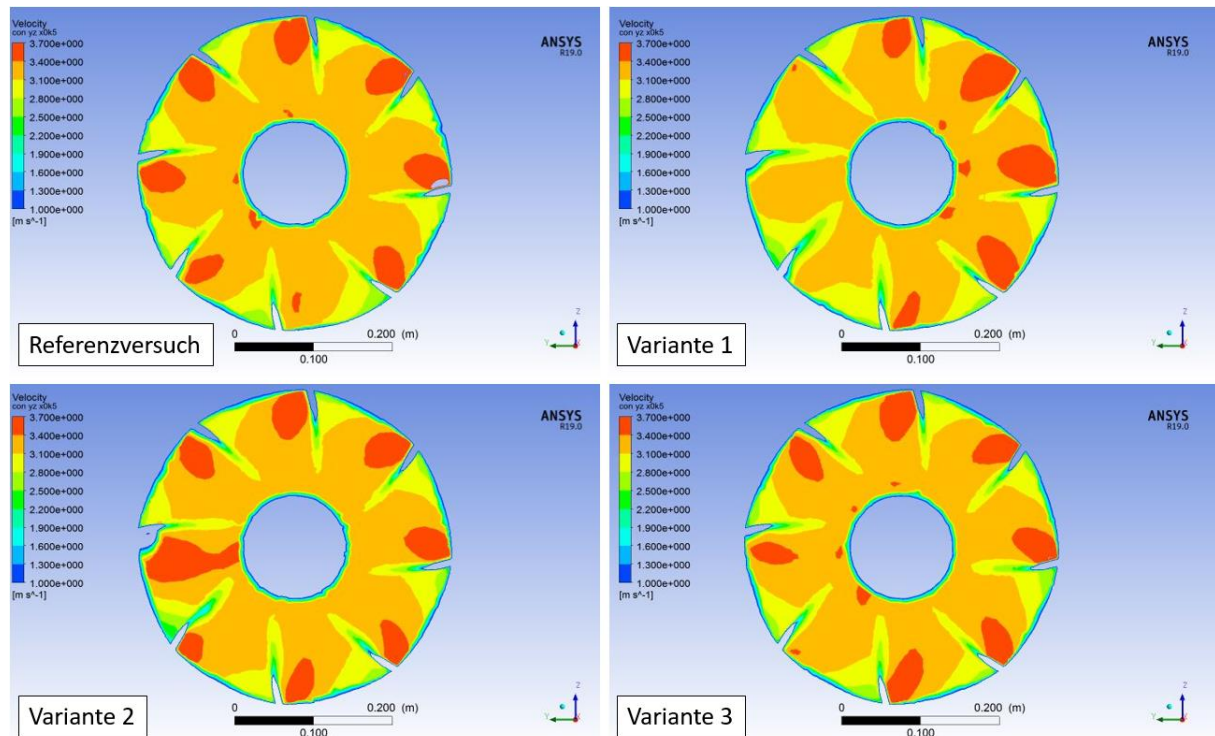 Velocity
con yz x0k5
3.700e+000
3.400e+000
3.100e+000
2.800e+000
2.500e+000
2.200e+000
1.900e+000
1.600e+000
1.300e+000
1.000e+000
[m s^-1]
ANSYS
R19.0
0
0.200 (m)
0.100
Z
Y
X
Referenzversuch
Velocity
con yz x0k5
3.700e+000
3.400e+000
3.100e+000
2.800e+000
2.500e+000
2.200e+000
1.900e+000
1.600e+000
1.300e+000
1.000e+000
[m s^-1]
ANSYS
R19.0
0
0.200 (m)
0.100
Z
Y
X
Variante 1
Velocity
con yz x0k5
3.700e+000
3.400e+000
3.100e+000
2.800e+000
2.500e+000
2.200e+000
1.900e+000
1.600e+000
1.300e+000
1.000e+000
[m s^-1]
ANSYS
R19.0
0
0.200 (m)
0.100
Z
Y
X
Variante 2
Velocity
con yz x0k5
3.700e+000
3.400e+000
3.100e+000
2.800e+000
2.500e+000
2.200e+000
1.900e+000
1.600e+000
1.300e+000
1.000e+000
[m s^-1]
ANSYS
R19.0
0
0.200 (m)
0.100
Z
Y
X
Variante 3